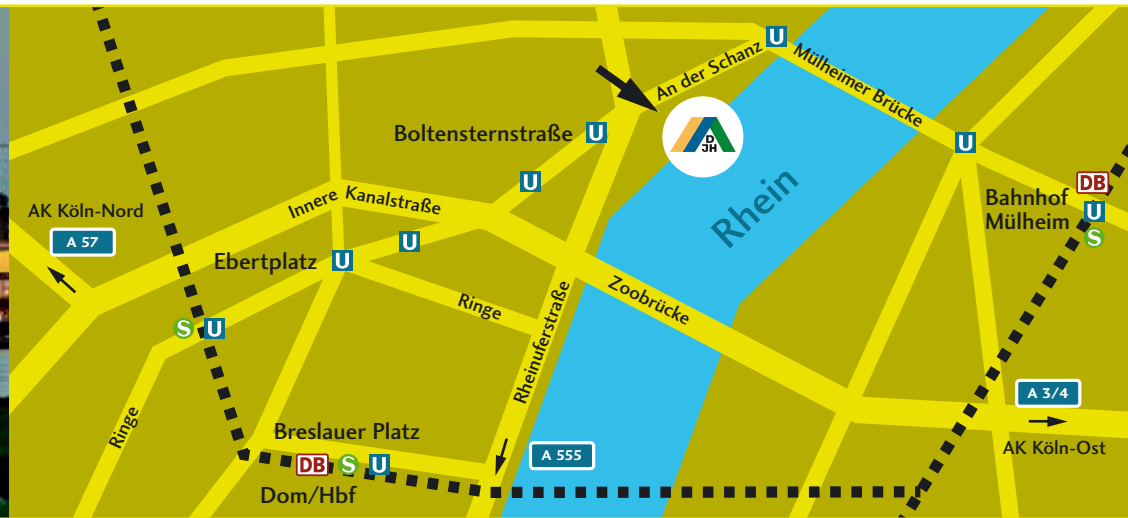 U
An der Schanz
Mülheimer Brücke
Boltensternstraße
U
D
JH
U
U
DB
Bahnhof
Mülheim
U
S
Rhein
AK Köln-Nord
A 57
Innere Kanalstraße
U
Ebertplatz
U
Ringe
Zoobrücke
S
U
Rheinuferstraße
Ringe
A 3/4
AK Köln-Ost
Breslauer Platz
DB
S
U
Dom/Hbf
A 555